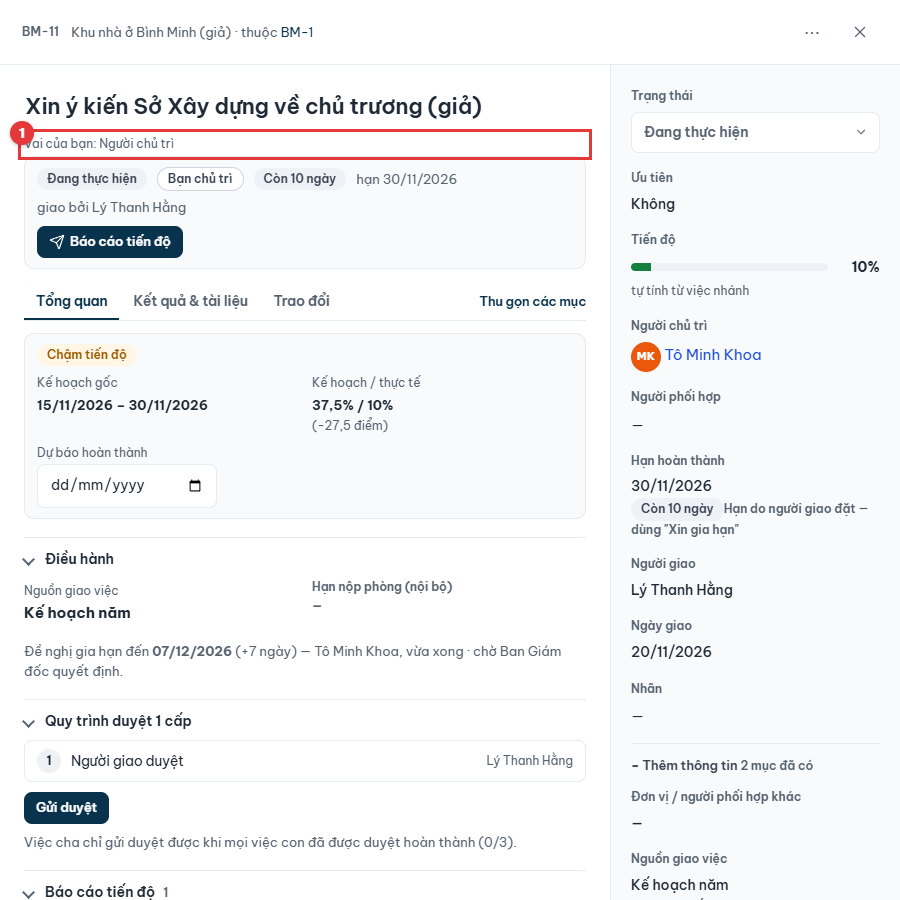 BM-11 Khu nhà ở Bình Minh (giả) · thuộc BM-1
Xin ý kiến Sở Xây dựng về chủ trương (giả)
1
Vai của bạn: Người chủ trì
Đang thực hiện Bạn chủ trì Còn 10 ngày hạn 30/11/2026
giao bởi Lý Thanh Hằng
Báo cáo tiến độ
Tổng quan Kết quả & tài liệu Trao đổi Thu gọn các mục
Chậm tiến độ
Kế hoạch gốc Kế hoạch / thực tế
15/11/2026 – 30/11/2026 37,5% / 10%
(-27,5 điểm)
Dự báo hoàn thành
dd/mm/yyyy
Điều hành
Nguồn giao việc Hạn nộp phòng (nội bộ)
Kế hoạch năm –
Đề nghị gia hạn đến 07/12/2026 (+7 ngày) — Tô Minh Khoa, vừa xong · chờ Ban Giám
đốc quyết định.
Quy trình duyệt 1 cấp
1 Người giao duyệt Lý Thanh Hằng
Gửi duyệt
Việc cha chỉ gửi duyệt được khi mọi việc con đã được duyệt hoàn thành (0/3).
Báo cáo tiến độ 1
Trạng thái
Đang thực hiện
Ưu tiên
Không
Tiến độ
10%
tự tính từ việc nhánh
Người chủ trì
MK Tô Minh Khoa
Người phối hợp
—
Hạn hoàn thành
30/11/2026
Còn 10 ngày Hạn do người giao đặt —
dùng "Xin gia hạn"
Người giao
Lý Thanh Hằng
Ngày giao
20/11/2026
Nhãn
—
– Thêm thông tin 2 mục đã có
Đơn vị / người phối hợp khác
—
Nguồn giao việc
Kế hoạch năm